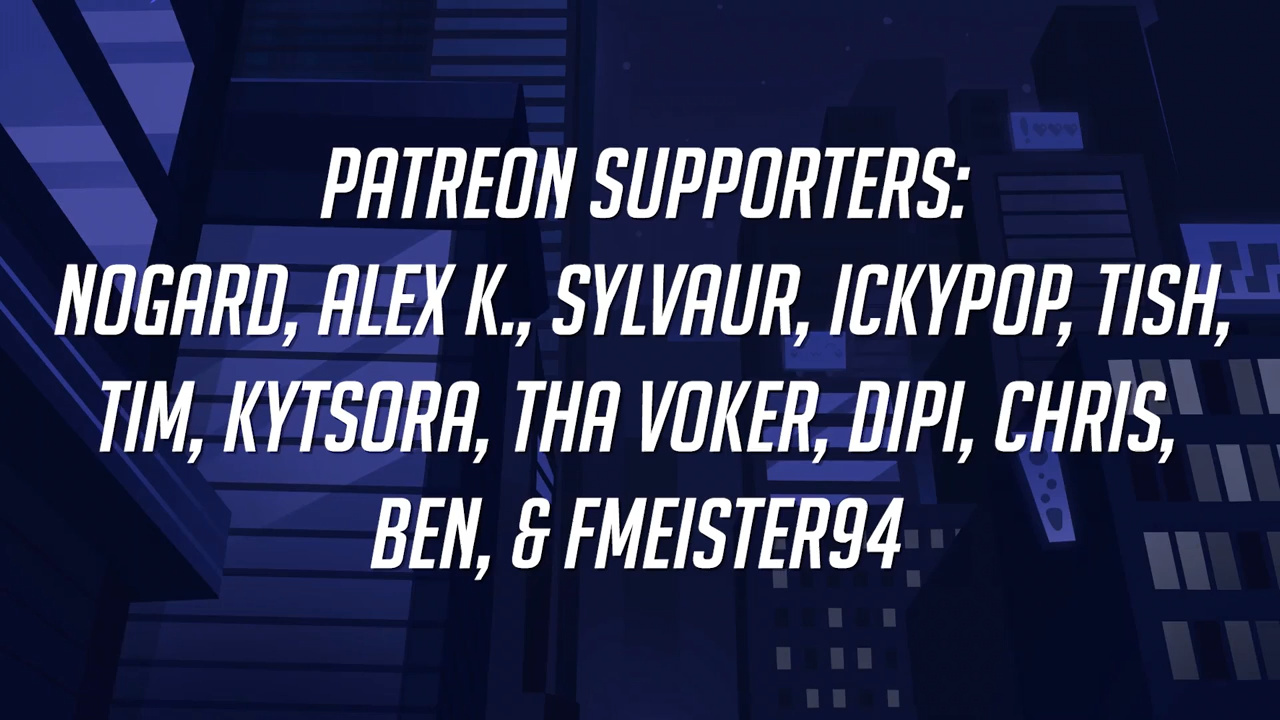 PATREON SUPPORTERS:
NOGARD, ALEX K., SYLVAUR, ICKYPOP, TISH,
TIM, KYTSORA, THA VOKER, DIPI, CHRIS,
BEN, & FMEISTER94